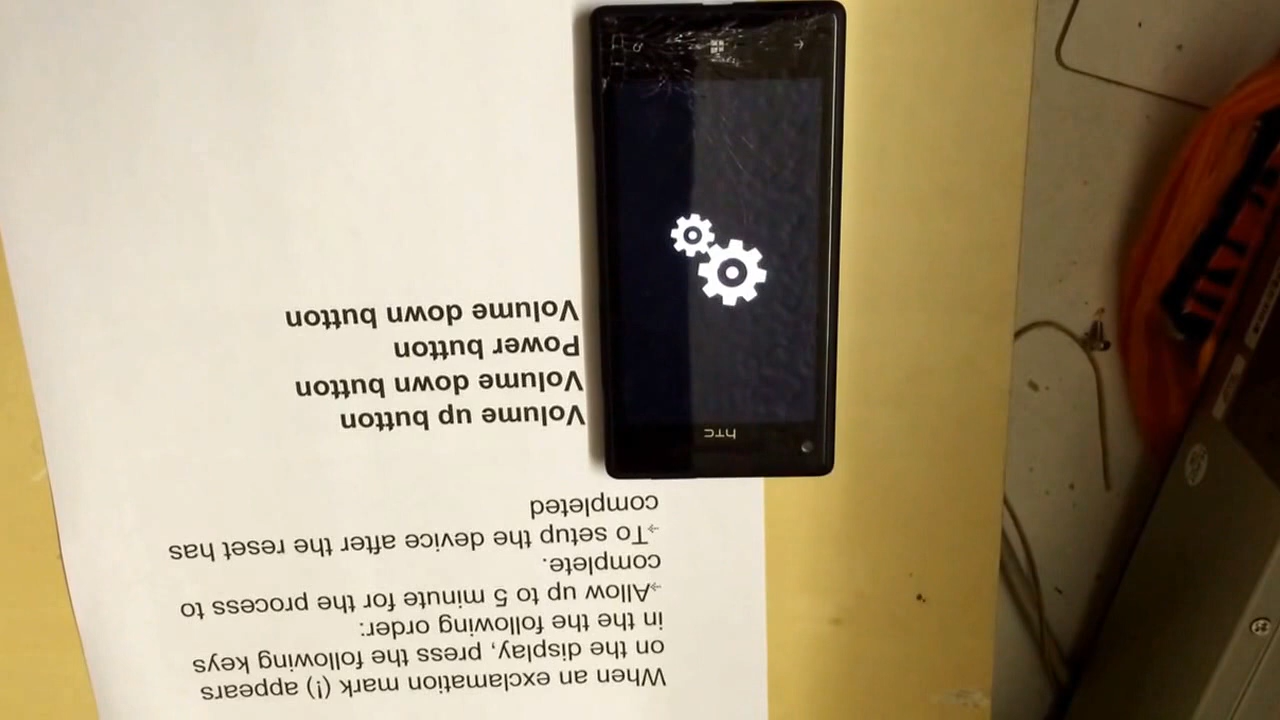 When an exclamation mark (!) appears
on the display, press the following keys
in the the following order:
→Allow up to 5 minute for the process to
complete.
→To setup the device after the reset has
completed
Volume up button
Volume down button
Power button
Volume down button
hTC